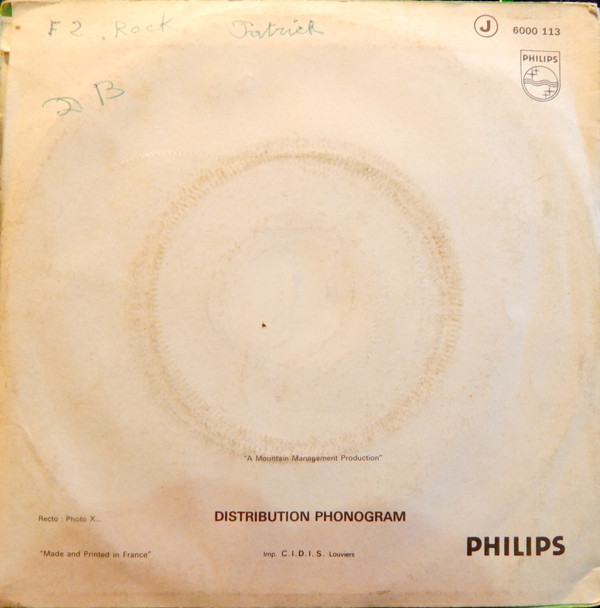 F2. Rock Patrick
J 6000 113
PHILIPS
"A Mountain Management Production"
Recto : Photo X...
DISTRIBUTION PHONOGRAM
"Made and Printed in France"
Imp. C.I.D.I.S. Louviers
PHILIPS